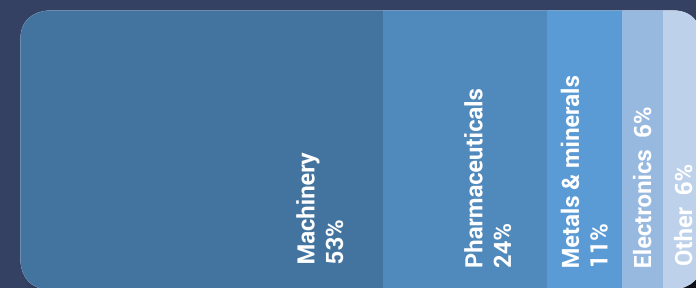 Machinery
53%
Pharmaceuticals
24%
Metals & minerals
11%
Electronics 6%
Other 6%